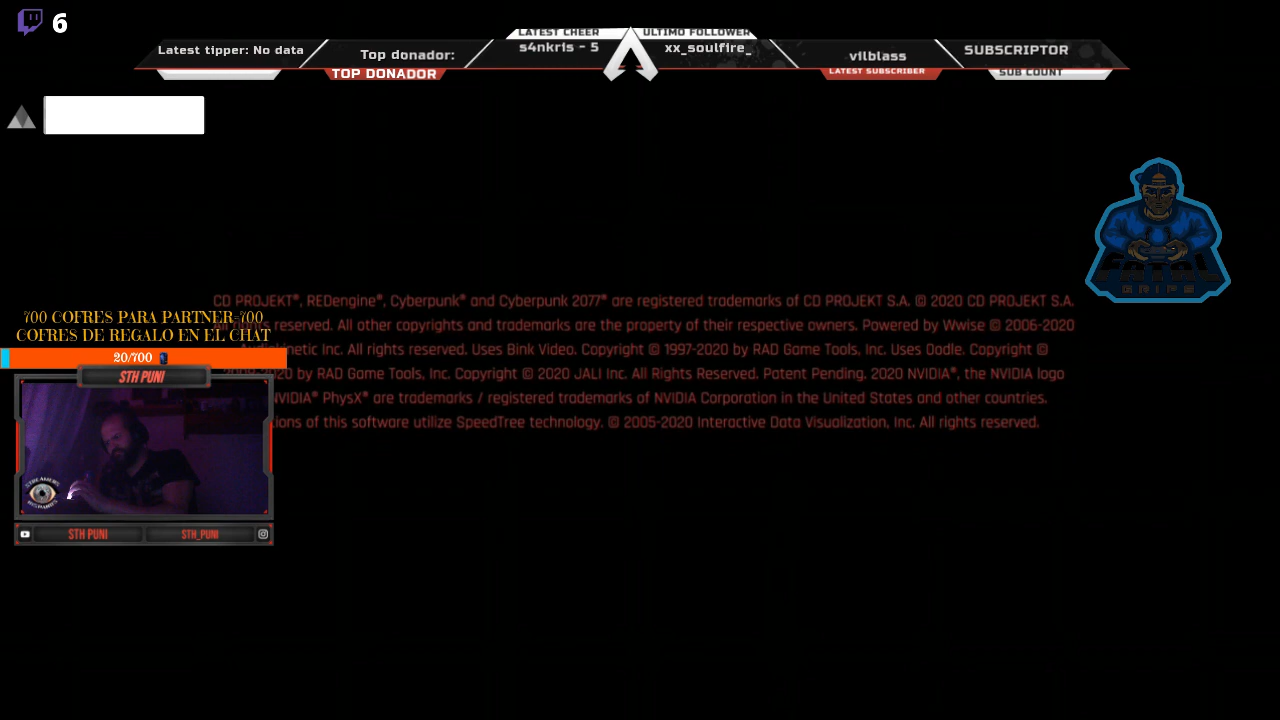 6
LATEST CHEER
ULTIMO FOLLOWER
Latest tipper: No data
Top donador:
s4nkris - 5
xx_soulfire_
vilblass
SUBSCRIPTOR
TOP DONADOR
LATEST SUBSCRIBER
SUB COUNT
GRIPE
CD PROJEKT®, REDengine®, Cyberpunk® and Cyberpunk 2077® are registered trademarks of CD PROJEKT S.A. © 2020 CD PROJEKT S.A.
reserved. All other copyrights and trademarks are the property of their respective owners. Powered by Wwise © 2006-2020
Inc. All rights reserved. Uses Bink Video. Copyright © 1997-2020 by RAD Game Tools, Inc. Uses Oodle. Copyright ©
by RAD Game Tools, Inc. Copyright © 2020 JALI Inc. All Rights Reserved. Patent Pending. 2020 NVIDIA®, the NVIDIA logo
NVIDIA® PhysX® are trademarks / registered trademarks of NVIDIA Corporation in the United States and other countries.
of this software utilize SpeedTree technology. © 2005-2020 Interactive Data Visualization, Inc. All rights reserved.
700 COFRES PARA PARTNER-700
COFRES DE REGALO EN EL CHAT
20/700
STH PUNI
STH PUNI
STH_PUNI